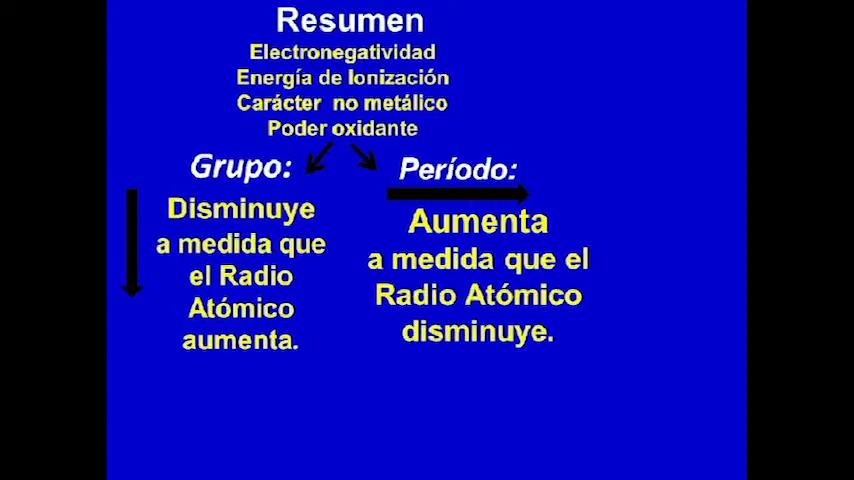 Resumen
Electronegatividad
Energía de Ionización
Carácter no metálico
Poder oxidante
Grupo:
Disminuye
a medida que
el Radio
Atómico
aumenta.
Período:
Aumenta
a medida que el
Radio Atómico
disminuye.